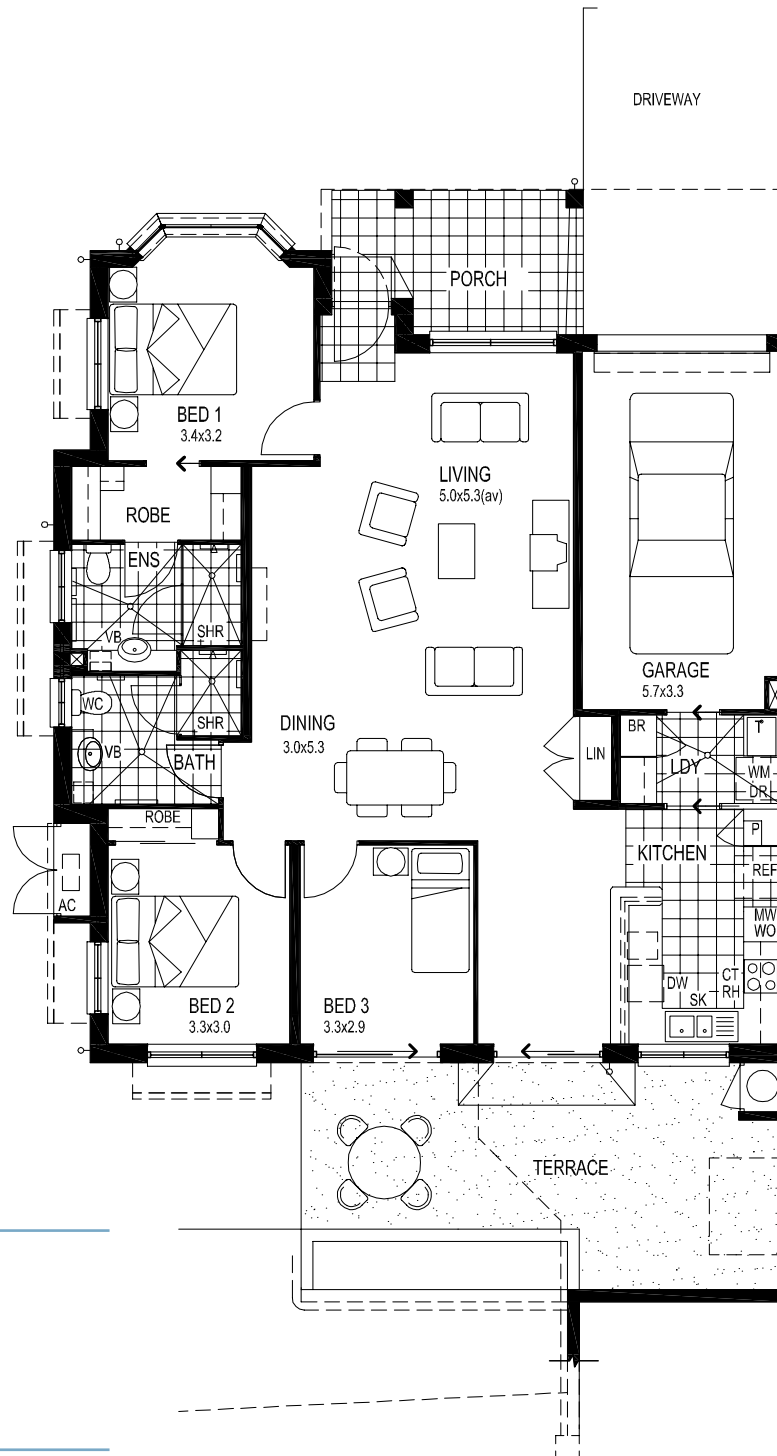 DRIVEWAY
PORCH
BED 1
3.4x3.2
LIVING
5.0x5.3(av)
ROBE
ENS
VB
SHR
GARAGE
5.7x3.3
WC
SHR
VB
BATH
DINING
3.0x5.3
LIN
BR
LDY
T
WM
DR
ROBE
KITCHEN
P
REF
MW
WO
AC
DW
CT
RH
SK
BED 2
3.3x3.0
BED 3
3.3x2.9
TERRACE